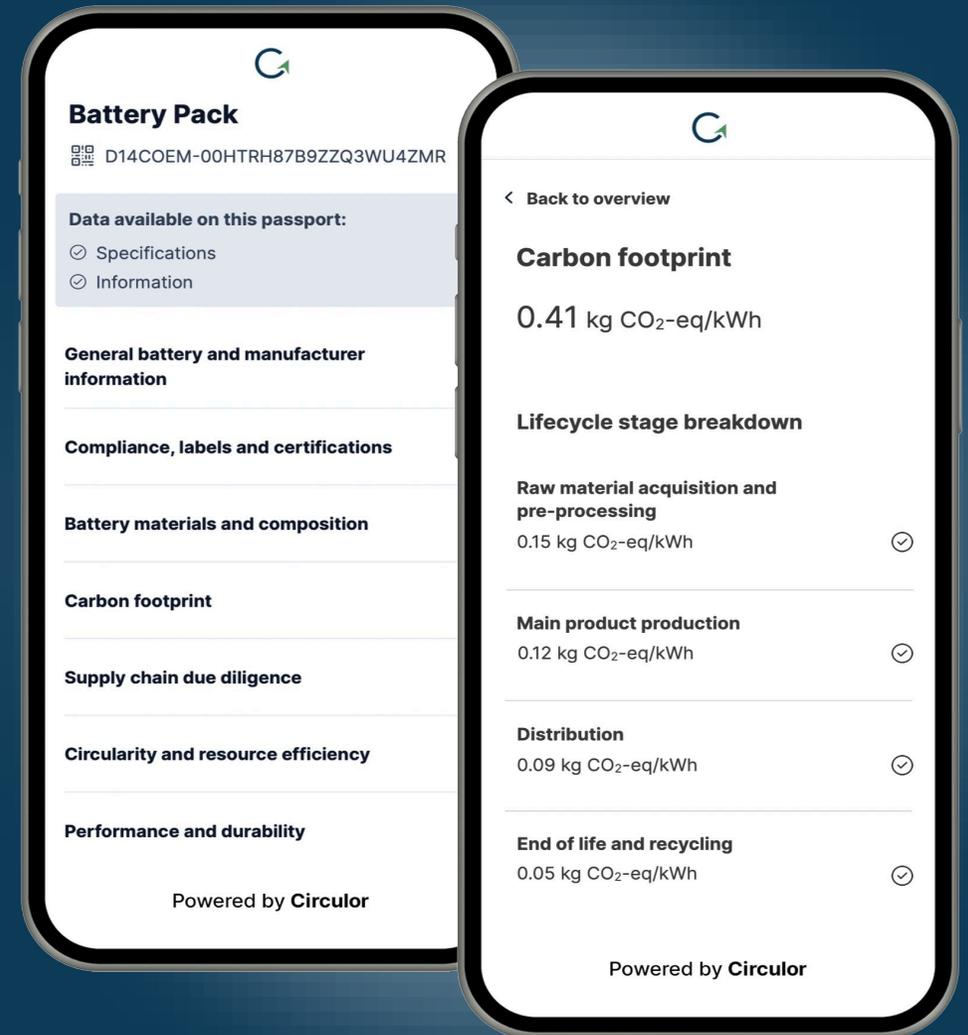 Battery Pack
D14COEM-00HTRH87B9ZZQ3WU4ZMR
Data available on this passport:
Specifications
Information
General battery and manufacturer
information
Compliance, labels and certifications
Battery materials and composition
Carbon footprint
Supply chain due diligence
Circularity and resource efficiency
Performance and durability
Powered by Circulor
Back to overview
Carbon footprint
0.41 kg CO₂-eq/kWh
Lifecycle stage breakdown
Raw material acquisition and
pre-processing
0.15 kg CO₂-eq/kWh
Main product production
0.12 kg CO₂-eq/kWh
Distribution
0.09 kg CO₂-eq/kWh
End of life and recycling
0.05 kg CO₂-eq/kWh
Powered by Circulor